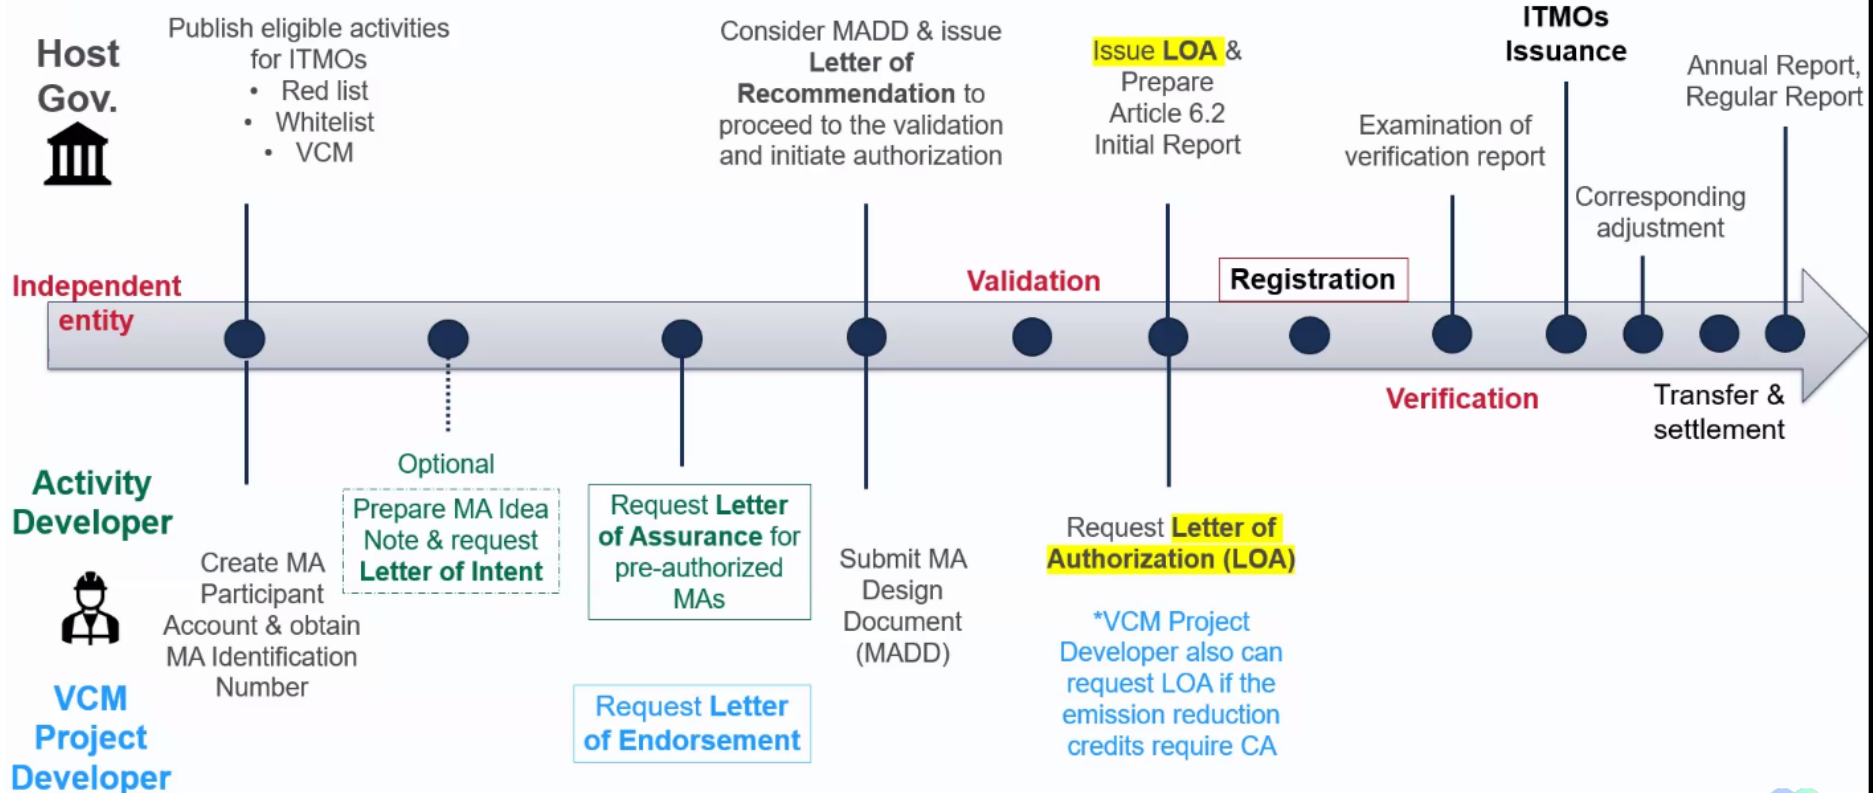 Host
Gov.
Publish eligible activities
for ITMOs
• Red list
• Whitelist
• VCM
Consider MADD & issue
Letter of
Recommendation to
proceed to the validation
and initiate authorization
Issue LOA &
Prepare
Article 6.2
Initial Report
Examination of
verification report
ITMOs
Issuance
Corresponding
adjustment
Annual Report,
Regular Report
Independent
entity
Validation
Registration
Verification
Transfer &
settlement
Activity
Developer
VCM
Project
Developer
Create MA
Participant
Account & obtain
MA Identification
Number
Optional
Prepare MA Idea
Note & request
Letter of Intent
Request Letter
of Assurance for
pre-authorized
MAs
Request Letter
of Endorsement
Submit MA
Design
Document
(MADD)
Request Letter of
Authorization (LOA)
*VCM Project
Developer also can
request LOA if the
emission reduction
credits require CA